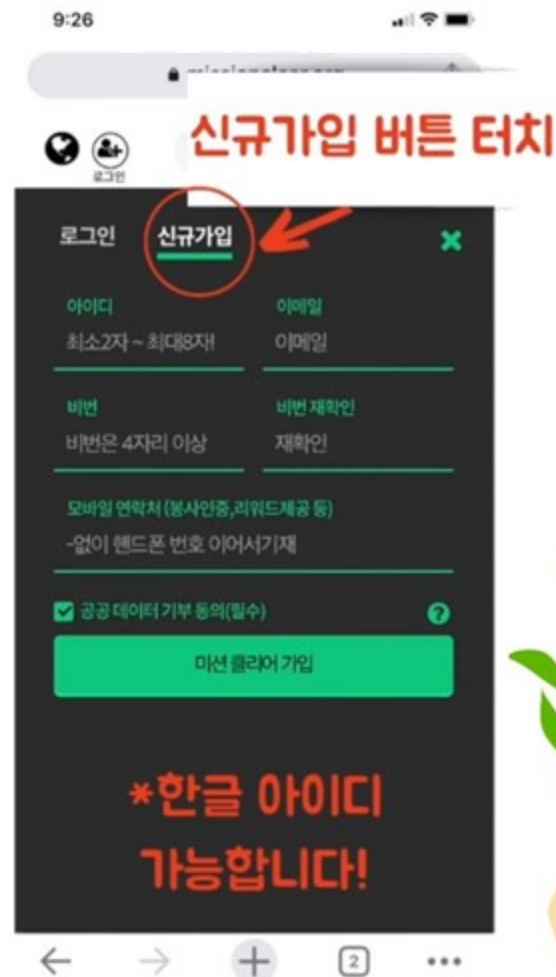 9:26
신규가입 버튼 터치
로그인
로그인 신규가입
아이디 이메일
최소2자 ~ 최대8자! 이메일
비번 비번 재확인
비번은 4자리 이상 재확인
모바일 연락처 (봉사인증,리워드제공 등)
-없이 핸드폰 번호 이어서기재
공공 데이터 기부 동의(필수)
미션 클리어 가입
*한글 아이디
가능합니다!
2